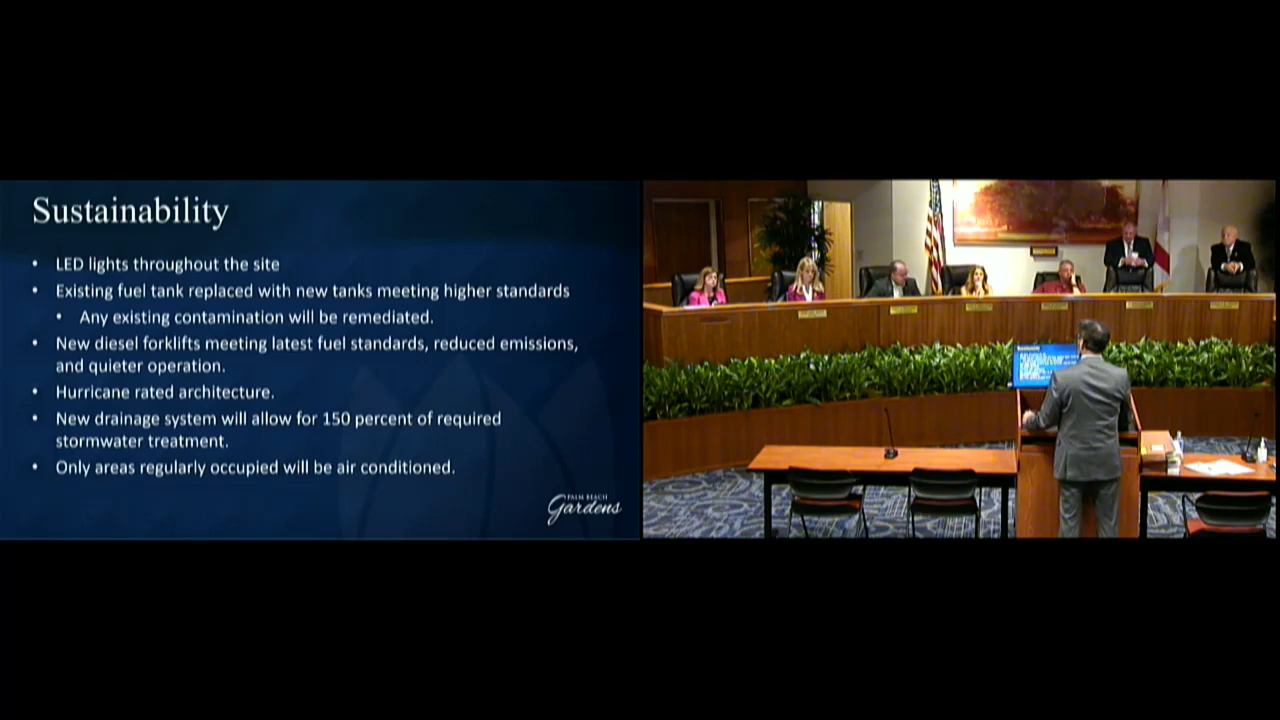 Sustainability
• LED lights throughout the site
• Existing fuel tank replaced with new tanks meeting higher standards
• Any existing contamination will be remediated.
• New diesel forklifts meeting latest fuel standards, reduced emissions,
and quieter operation.
• Hurricane rated architecture.
• New drainage system will allow for 150 percent of required
stormwater treatment.
• Only areas regularly occupied will be air conditioned.
PALM BEACH
Gardens